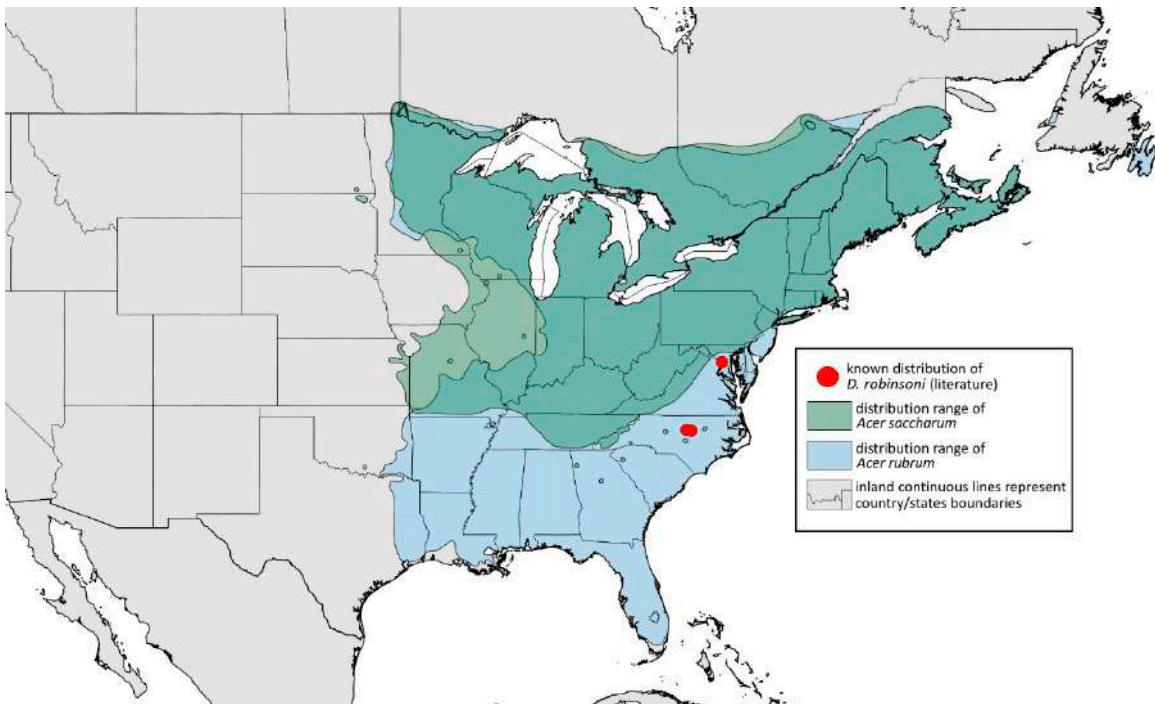 known distribution of
D. robinsoni (literature)
distribution range of
Acer saccharum
distribution range of
Acer rubrum
inland continuous lines represent
country/states boundaries